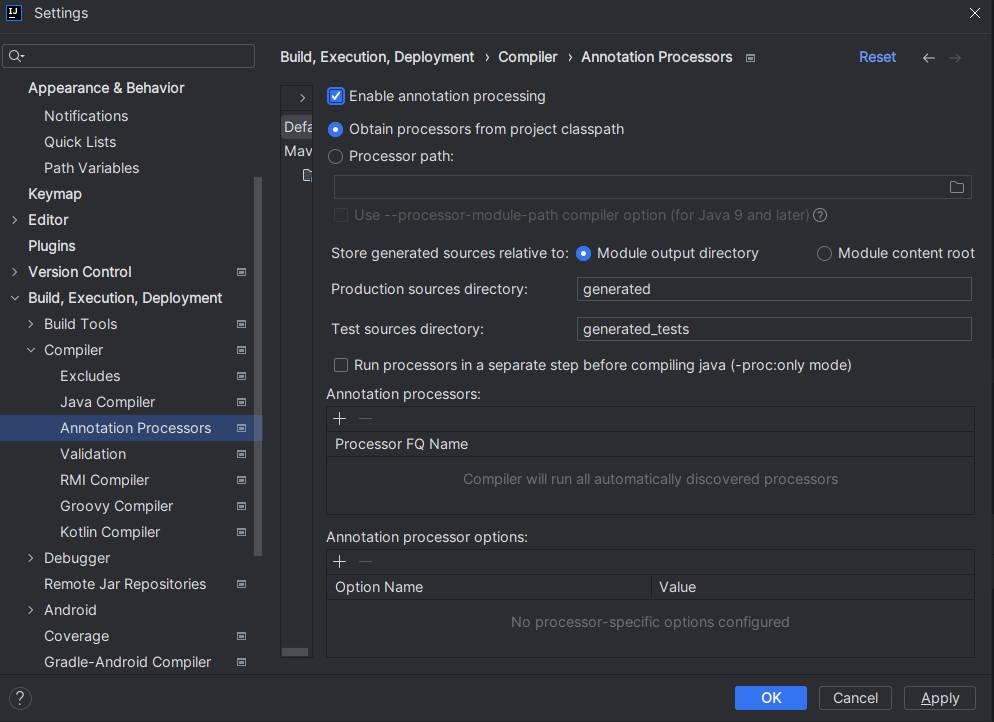 IJ Settings
Build, Execution, Deployment › Compiler › Annotation Processors Reset
Appearance & Behavior
Notifications
Quick Lists
Path Variables
Keymap
Editor
Plugins
Version Control
Build, Execution, Deployment
Build Tools
Compiler
Excludes
Java Compiler
Annotation Processors
Validation
RMI Compiler
Groovy Compiler
Kotlin Compiler
Debugger
Remote Jar Repositories
Android
Coverage
Gradle-Android Compiler
Defa
Mav
Enable annotation processing
Obtain processors from project classpath
Processor path:
Use --processor-module-path compiler option (for Java 9 and later) ?
Store generated sources relative to: Module output directory Module content root
Production sources directory: generated
Test sources directory: generated_tests
Run processors in a separate step before compiling java (-proc:only mode)
Annotation processors:
Processor FQ Name
Compiler will run all automatically discovered processors
Annotation processor options:
Option Name Value
No processor-specific options configured
? OK Cancel Apply